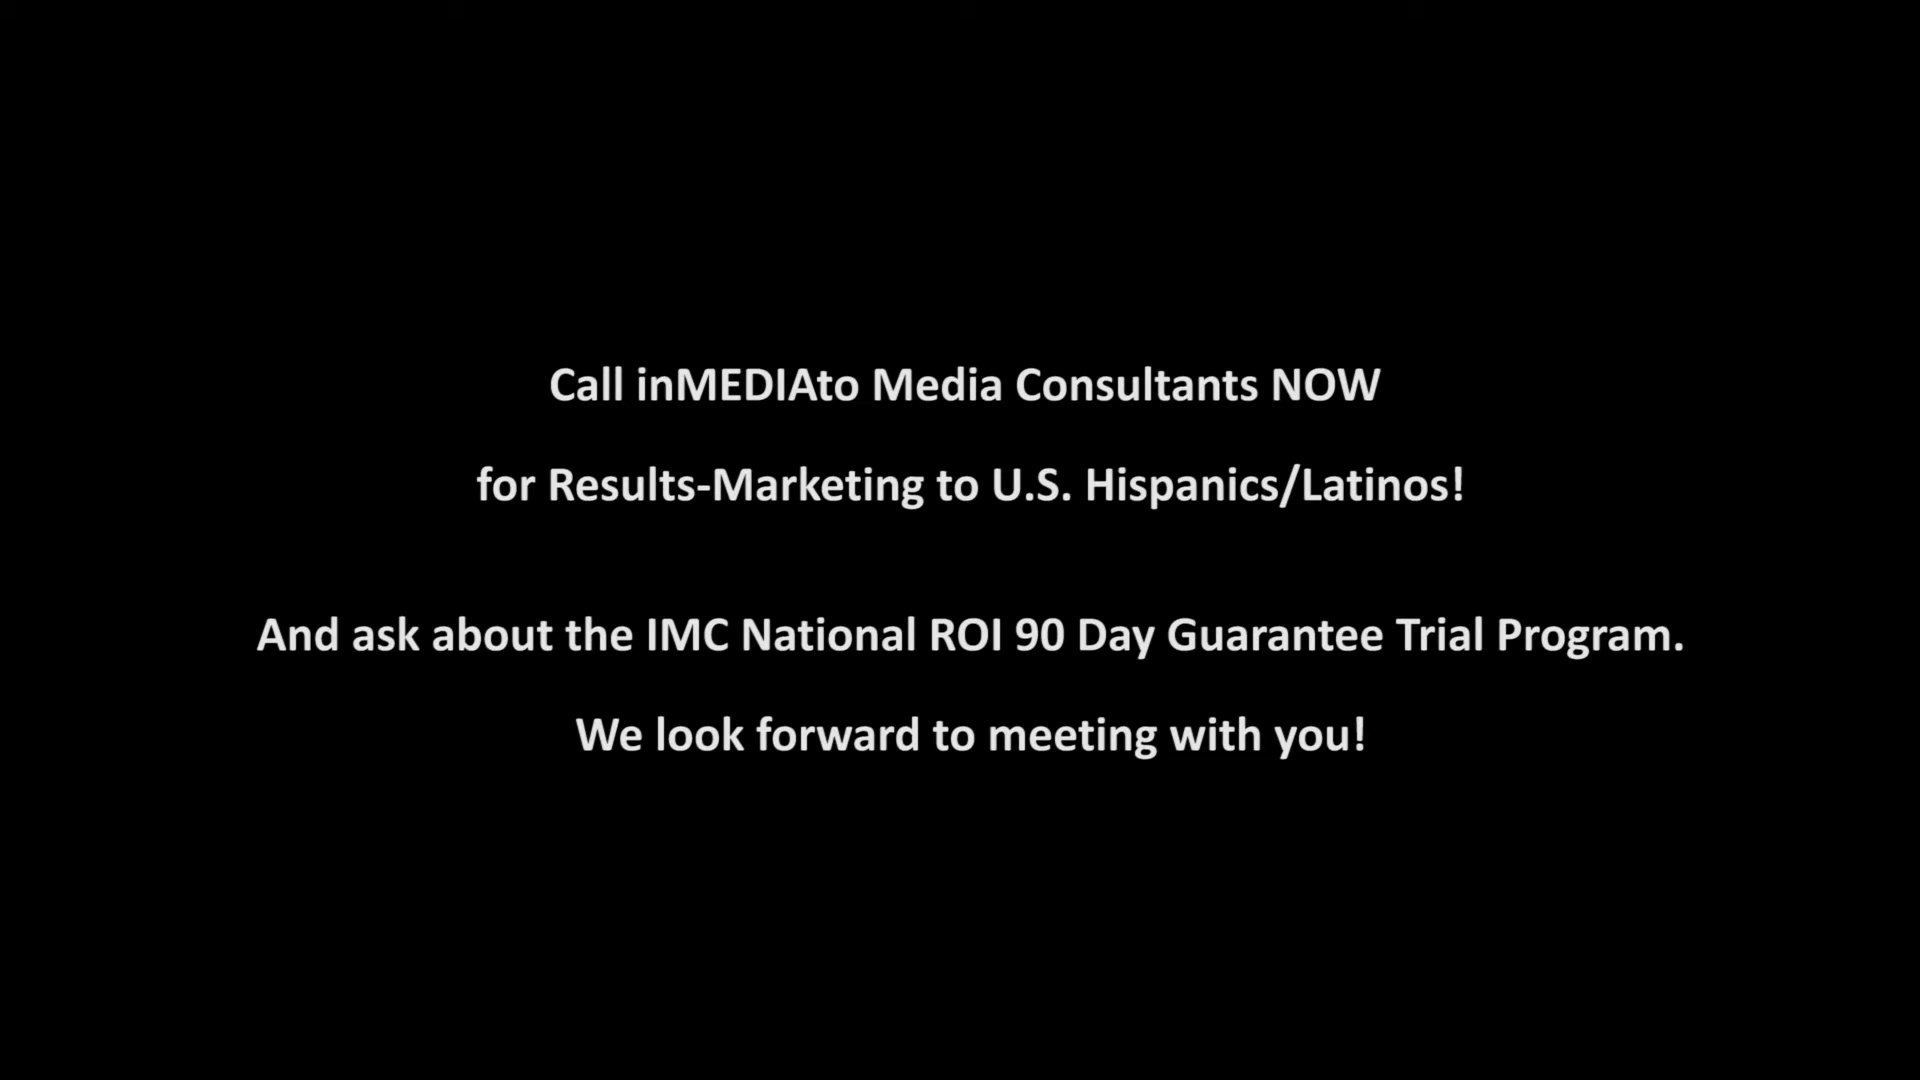 Call inMEDIAto Media Consultants NOW
for Results-Marketing to U.S. Hispanics/Latinos!
And ask about the IMC National ROI 90 Day Guarantee Trial Program.
We look forward to meeting with you!